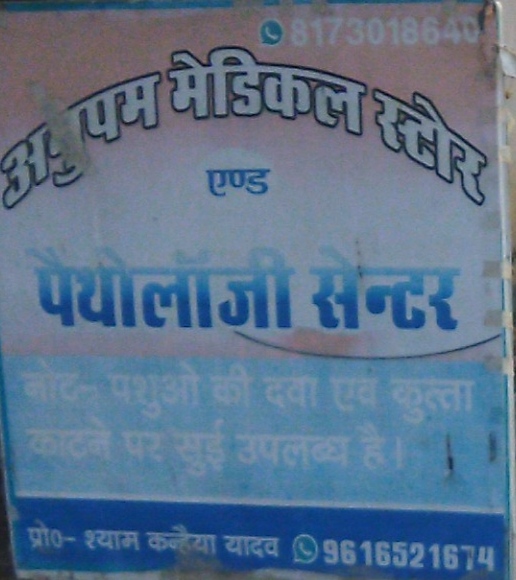 8173018640
अनुपम मेडिकल स्टोर
एण्ड
पैथोलॉजी सेन्टर
नोट- पशुओ की दवा एव कुत्ता
काटने पर सुई उपलब्ध है।
प्रो०- श्याम कन्हैया यादव 9616521674